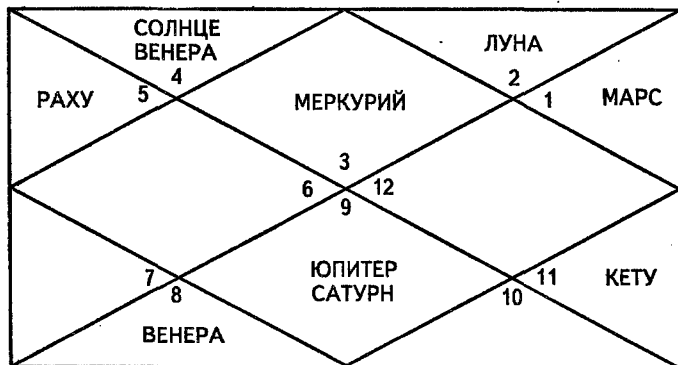 СОЛНЦЕ
ВЕНЕРА
ЛУНА
4
2
5
1
РАХУ
МЕРКУРИЙ
МАРС
3
6
12
9
ЮПИТЕР
САТУРН
7
8
11
10
КЕТУ
ВЕНЕРА